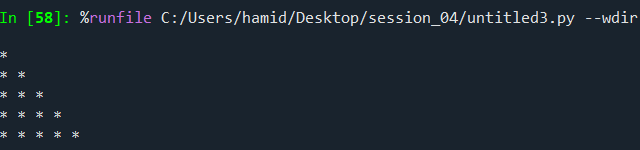 In [58]: %runfile C:/Users/hamid/Desktop/session_04/untitled3.py --wdir
*
* *
* * *
* * * *
* * * * *